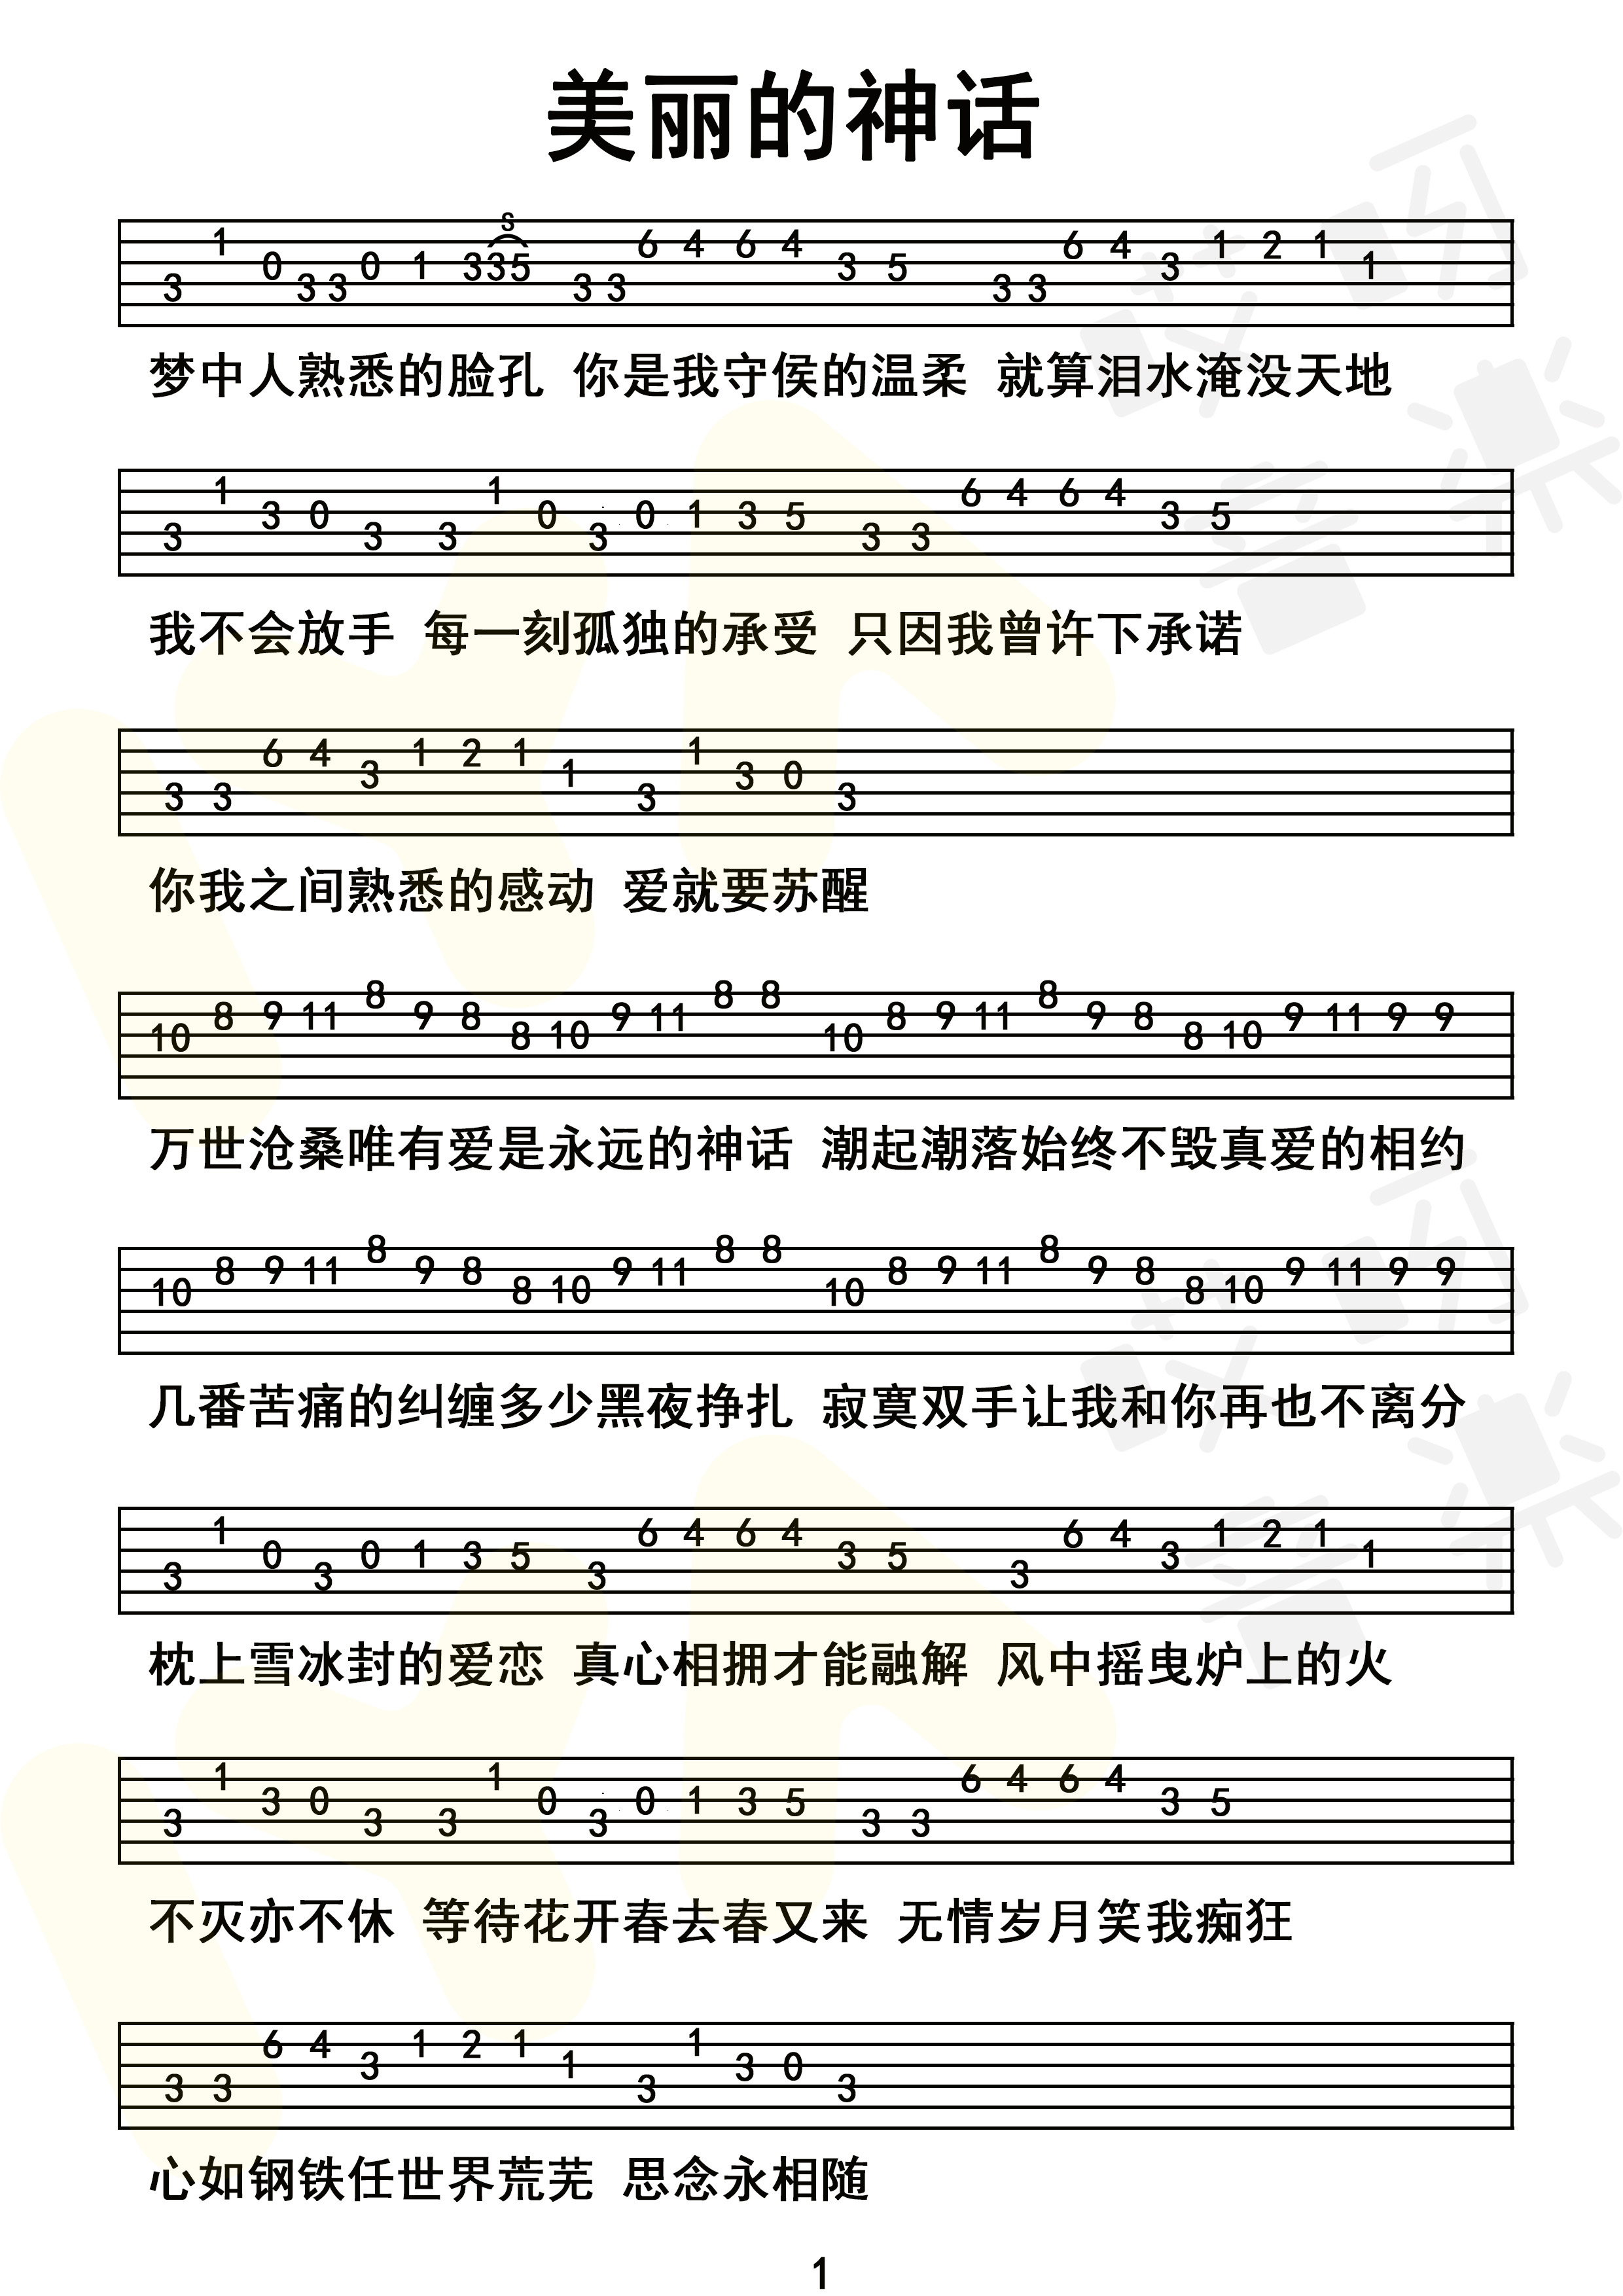 美丽的神话
S
3 1 0 3 3 0 1 3 3 5 3 3 6 4 6 4 3 5 3 3 6 4 3 1 2 1 1
梦中人熟悉的脸孔 你是我守侯的温柔 就算泪水淹没天地
3 1 3 0 3 3 1 0 3 0 1 3 5 3 3 6 4 6 4 3 5
我不会放手 每一刻孤独的承受 只因我曾许下承诺
3 3 6 4 3 1 2 1 1 3 1 3 0 3
你我之间熟悉的感动 爱就要苏醒
10 8 9 11 8 9 8 8 10 9 11 8 8 10 8 9 11 8 9 8 8 10 9 11 9 9
万世沧桑唯有爱是永远的神话 潮起潮落始终不毁真爱的相约
10 8 9 11 8 9 8 8 10 9 11 8 8 10 8 9 11 8 9 8 8 10 9 11 9 9
几番苦痛的纠缠多少黑夜挣扎 寂寞双手让我和你再也不离分
3 1 0 3 0 1 3 5 3 6 4 6 4 3 5 3 6 4 3 1 2 1 1
枕上雪冰封的爱恋 真心相拥才能融解 风中摇曳炉上的火
3 1 3 0 3 3 1 0 3 0 1 3 5 3 3 6 4 6 4 3 5
不灭亦不休 等待花开春去春又来 无情岁月笑我痴狂
3 3 6 4 3 1 2 1 1 3 1 3 0 3
心如钢铁任世界荒芜 思念永相随
1